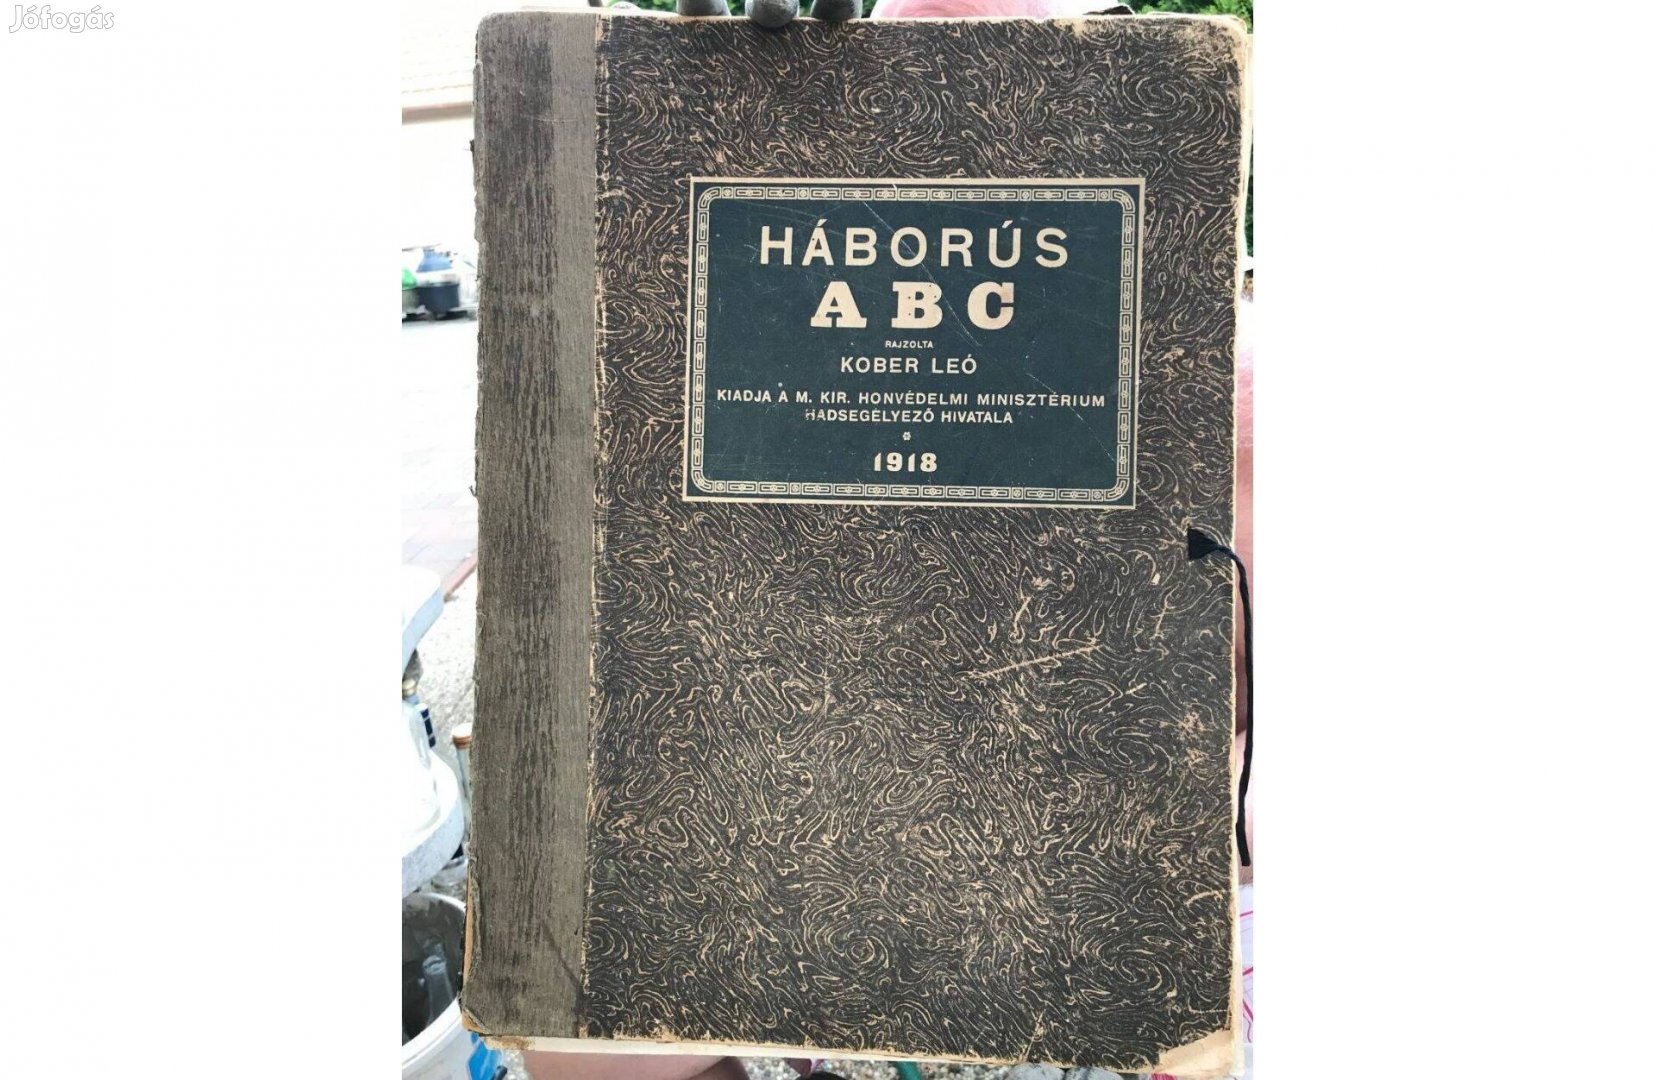 Jófogás
HÁBORÚS
ABC
RAJZOLTA
KOBER LEÓ
KIADJA A M. KIR. HONVÉDELMI MINISZTÉRIUM
HADSEGÉLYEZŐ HIVATALA
1918